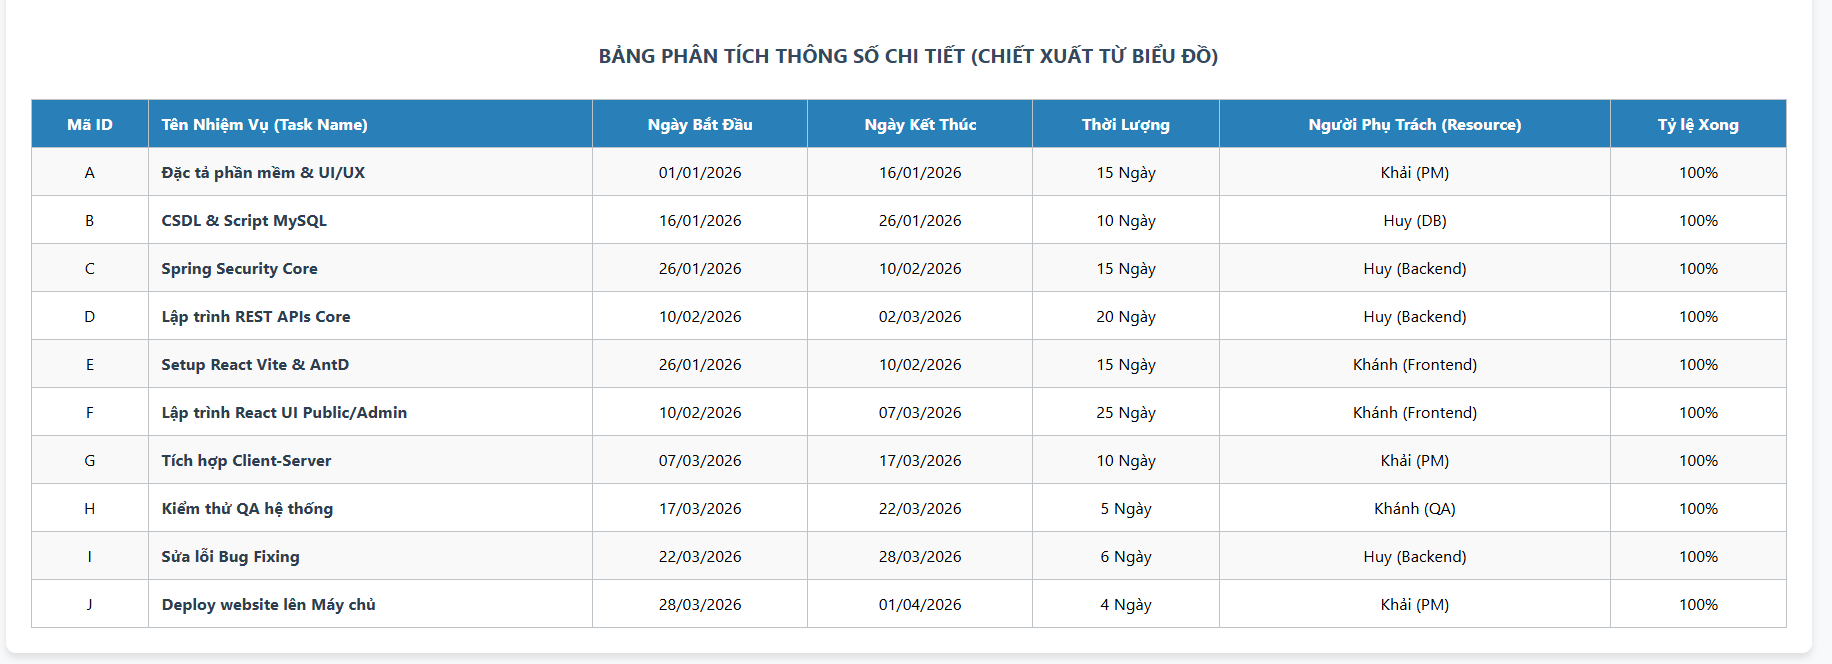 BẢNG PHÂN TÍCH THÔNG SỐ CHI TIẾT (CHIẾT XUẤT TỪ BIỂU ĐỒ)
Mã ID Tên Nhiệm Vụ (Task Name) Ngày Bắt Đầu Ngày Kết Thúc Thời Lượng Người Phụ Trách (Resource) Tỷ lệ Xong
A Đặc tả phần mềm & UI/UX 01/01/2026 16/01/2026 15 Ngày Khải (PM) 100%
B CSDL & Script MySQL 16/01/2026 26/01/2026 10 Ngày Huy (DB) 100%
C Spring Security Core 26/01/2026 10/02/2026 15 Ngày Huy (Backend) 100%
D Lập trình REST APIs Core 10/02/2026 02/03/2026 20 Ngày Huy (Backend) 100%
E Setup React Vite & AntD 26/01/2026 10/02/2026 15 Ngày Khánh (Frontend) 100%
F Lập trình React UI Public/Admin 10/02/2026 07/03/2026 25 Ngày Khánh (Frontend) 100%
G Tích hợp Client-Server 07/03/2026 17/03/2026 10 Ngày Khải (PM) 100%
H Kiểm thử QA hệ thống 17/03/2026 22/03/2026 5 Ngày Khánh (QA) 100%
I Sửa lỗi Bug Fixing 22/03/2026 28/03/2026 6 Ngày Huy (Backend) 100%
J Deploy website lên Máy chủ 28/03/2026 01/04/2026 4 Ngày Khải (PM) 100%